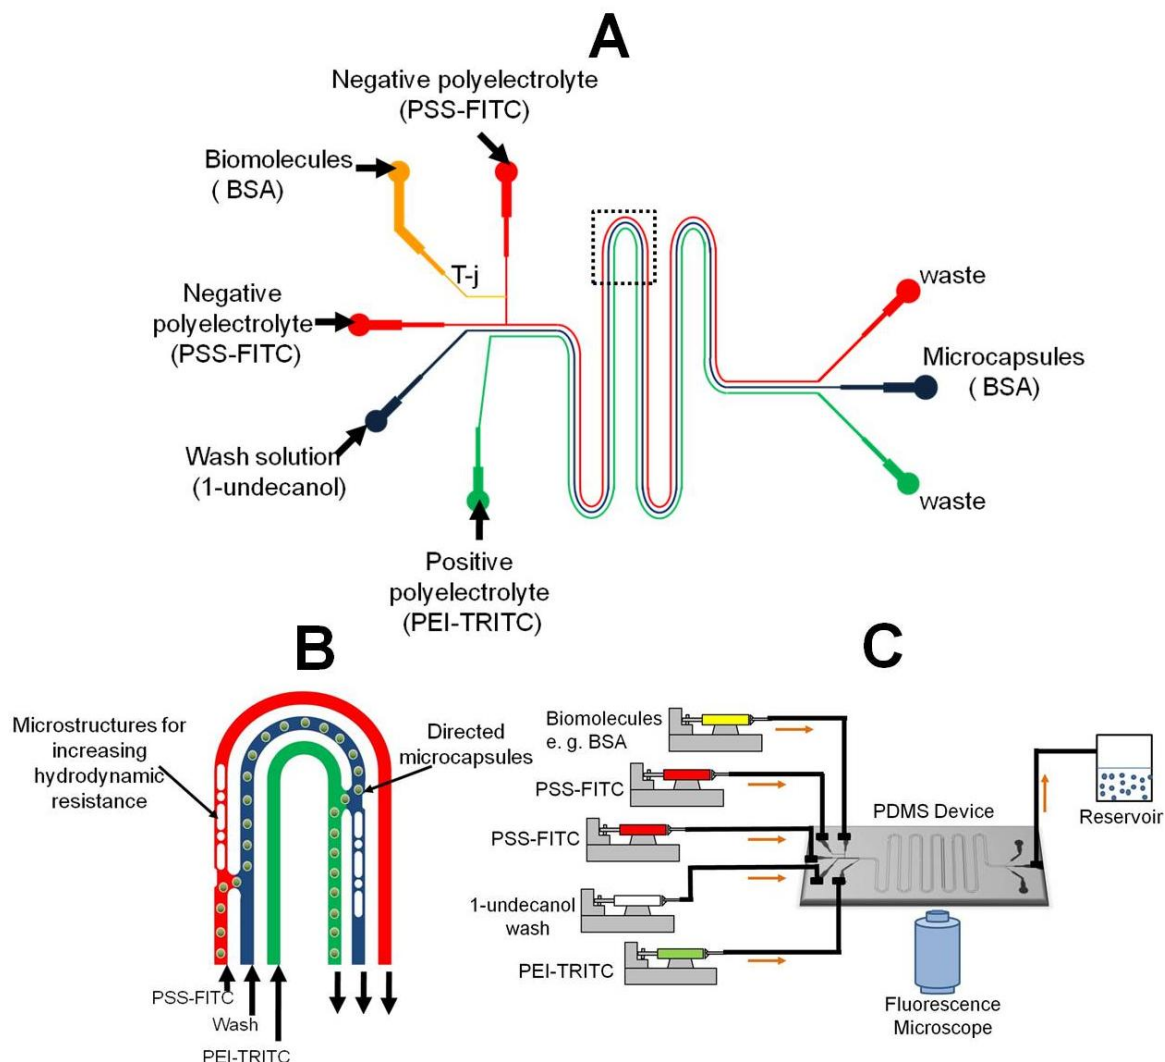 A
Negative polyelectrolyte
(PSS-FITC)
Biomolecules
( BSA)
T-j
Negative
polyelectrolyte
(PSS-FITC)
waste
Microcapsules
( BSA)
Wash solution
(1-undecanol)
waste
Positive
polyelectrolyte
(PEI-TRITC)
B
Microstructures for
increasing
hydrodynamic
resistance
Directed
microcapsules
PSS-FITC
Wash
PEI-TRITC
C
Biomolecules
e. g. BSA
PSS-FITC
PSS-FITC
1-undecanol
wash
PEI-TRITC
PDMS Device
Reservoir
Fluorescence
Microscope